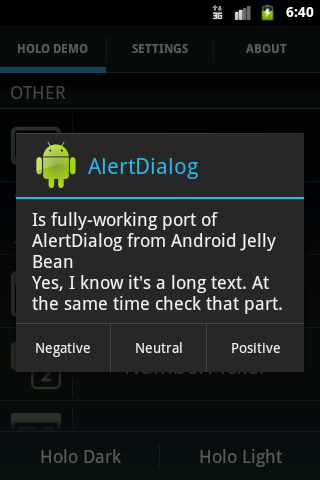 3G 6:40
HOLO DEMO SETTINGS ABOUT
OTHER
AlertDialog
Is fully-working port of
AlertDialog from Android Jelly
Bean
Yes, I know it's a long text. At
the same time check that part.
Negative Neutral Positive
2 NumberPicker
Holo Dark Holo Light